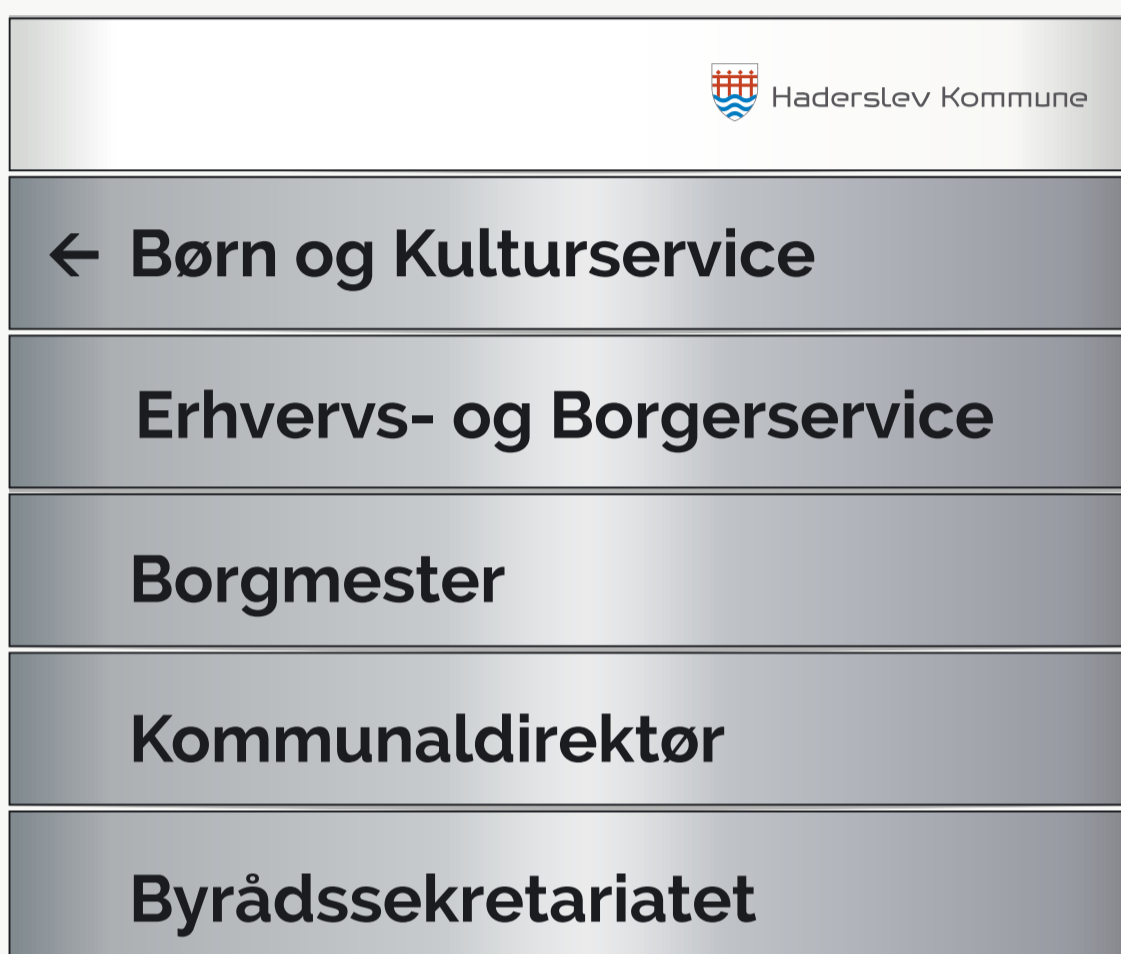 Haderslev Kommune
← Børn og Kulturservice
Erhvervs- og Borgerservice
Borgmester
Kommunaldirektør
Byrådssekretariatet